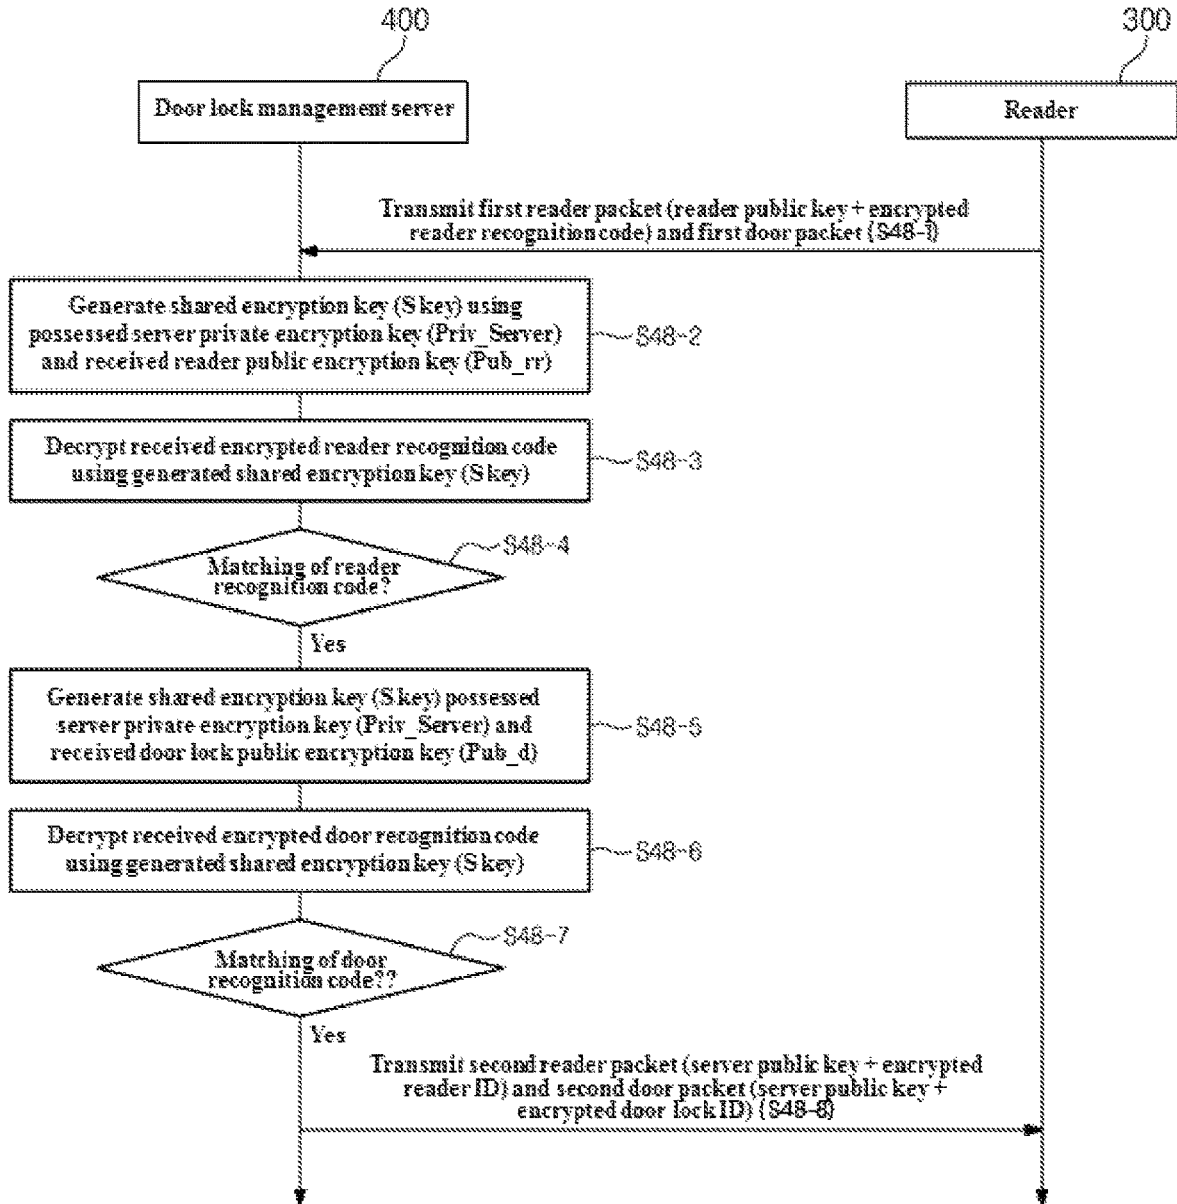 400
300
Door lock management server
Reader
Transmit first reader packet (reader public key + encrypted
reader recognition code) and first door packet (S48-1)
Generate shared encryption key (S key) using
possessed server private encryption key (Priv_Server)
and received reader public encryption key (Pub_rr)
S48-2
Decrypt received encrypted reader recognition code
using generated shared encryption key (S key)
S48-3
S48-4
Matching of reader
recognition code?
Yes
Generate shared encryption key (S key) possessed
server private encryption key (Priv_Server) and
received door lock public encryption key (Pub_d)
S48-5
Decrypt received encrypted door recognition code
using generated shared encryption key (S key)
S48-6
S48-7
Matching of door
recognition code??
Yes
Transmit second reader packet (server public key + encrypted
reader ID) and second door packet (server public key +
encrypted door lock ID) (S48-8)